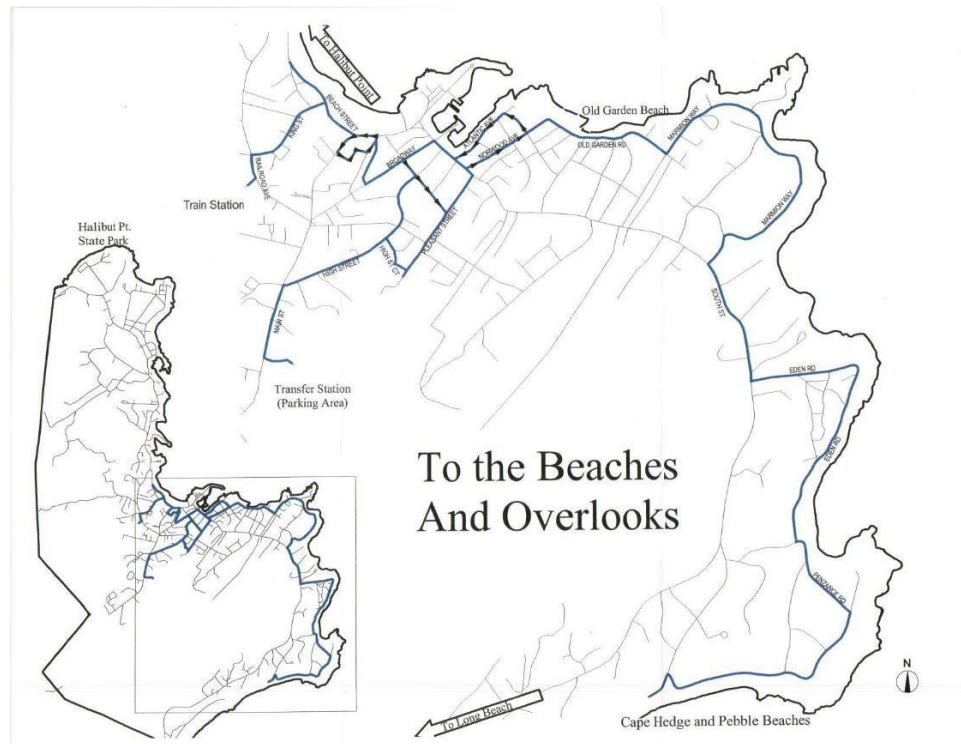 To Halibut Point
BEACH STREET
KING ST
RAILROAD AVE
Train Station
BROADWAY
ATLANTIC AVE
NORWOOD AVE
Old Garden Beach
OLD GARDEN RD
MARMION WAY
MARMION WAY
PLEASANT STREET
HIGH ST CT
HIGH STREET
MAIN ST
SOUTH ST
Halibut Pt.
State Park
Transfer Station
(Parking Area)
EDEN RD
EDEN RD
To the Beaches
And Overlooks
PENZANCE RD
N
To Long Beach
Cape Hedge and Pebble Beaches